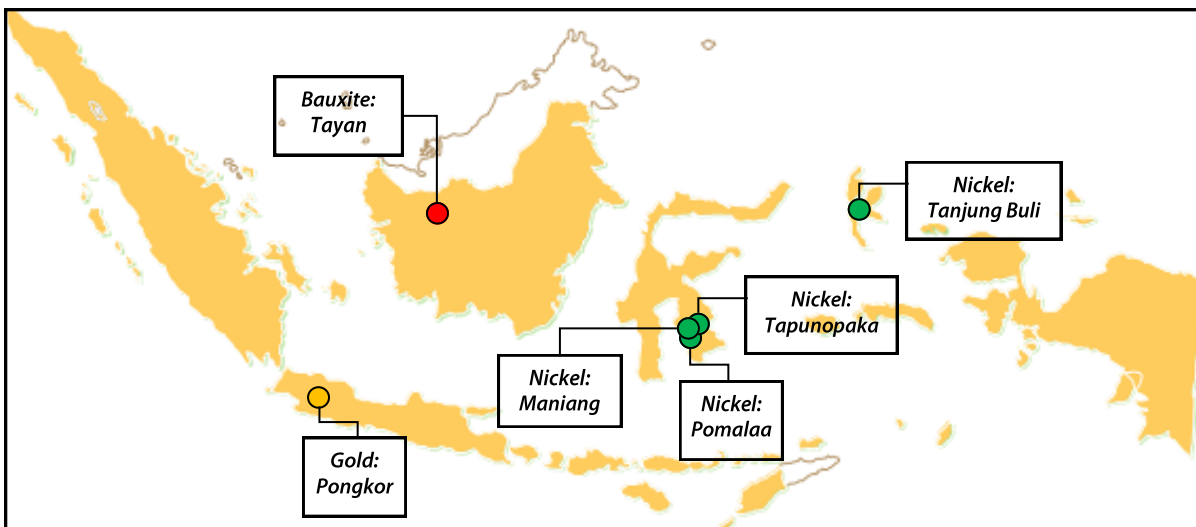 Bauxite:
Tayan
Nickel:
Tanjung Buli
Nickel:
Tapunopaka
Nickel:
Maniang
Nickel:
Pomalaa
Gold:
Pongkor